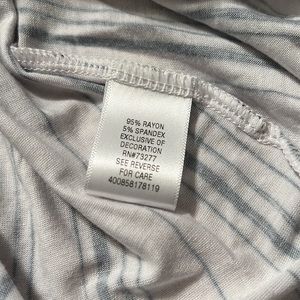 95% RAYON
5% SPANDEX
EXCLUSIVE OF
DECORATION
RN#73277
SEE REVERSE
FOR CARE
400858178119